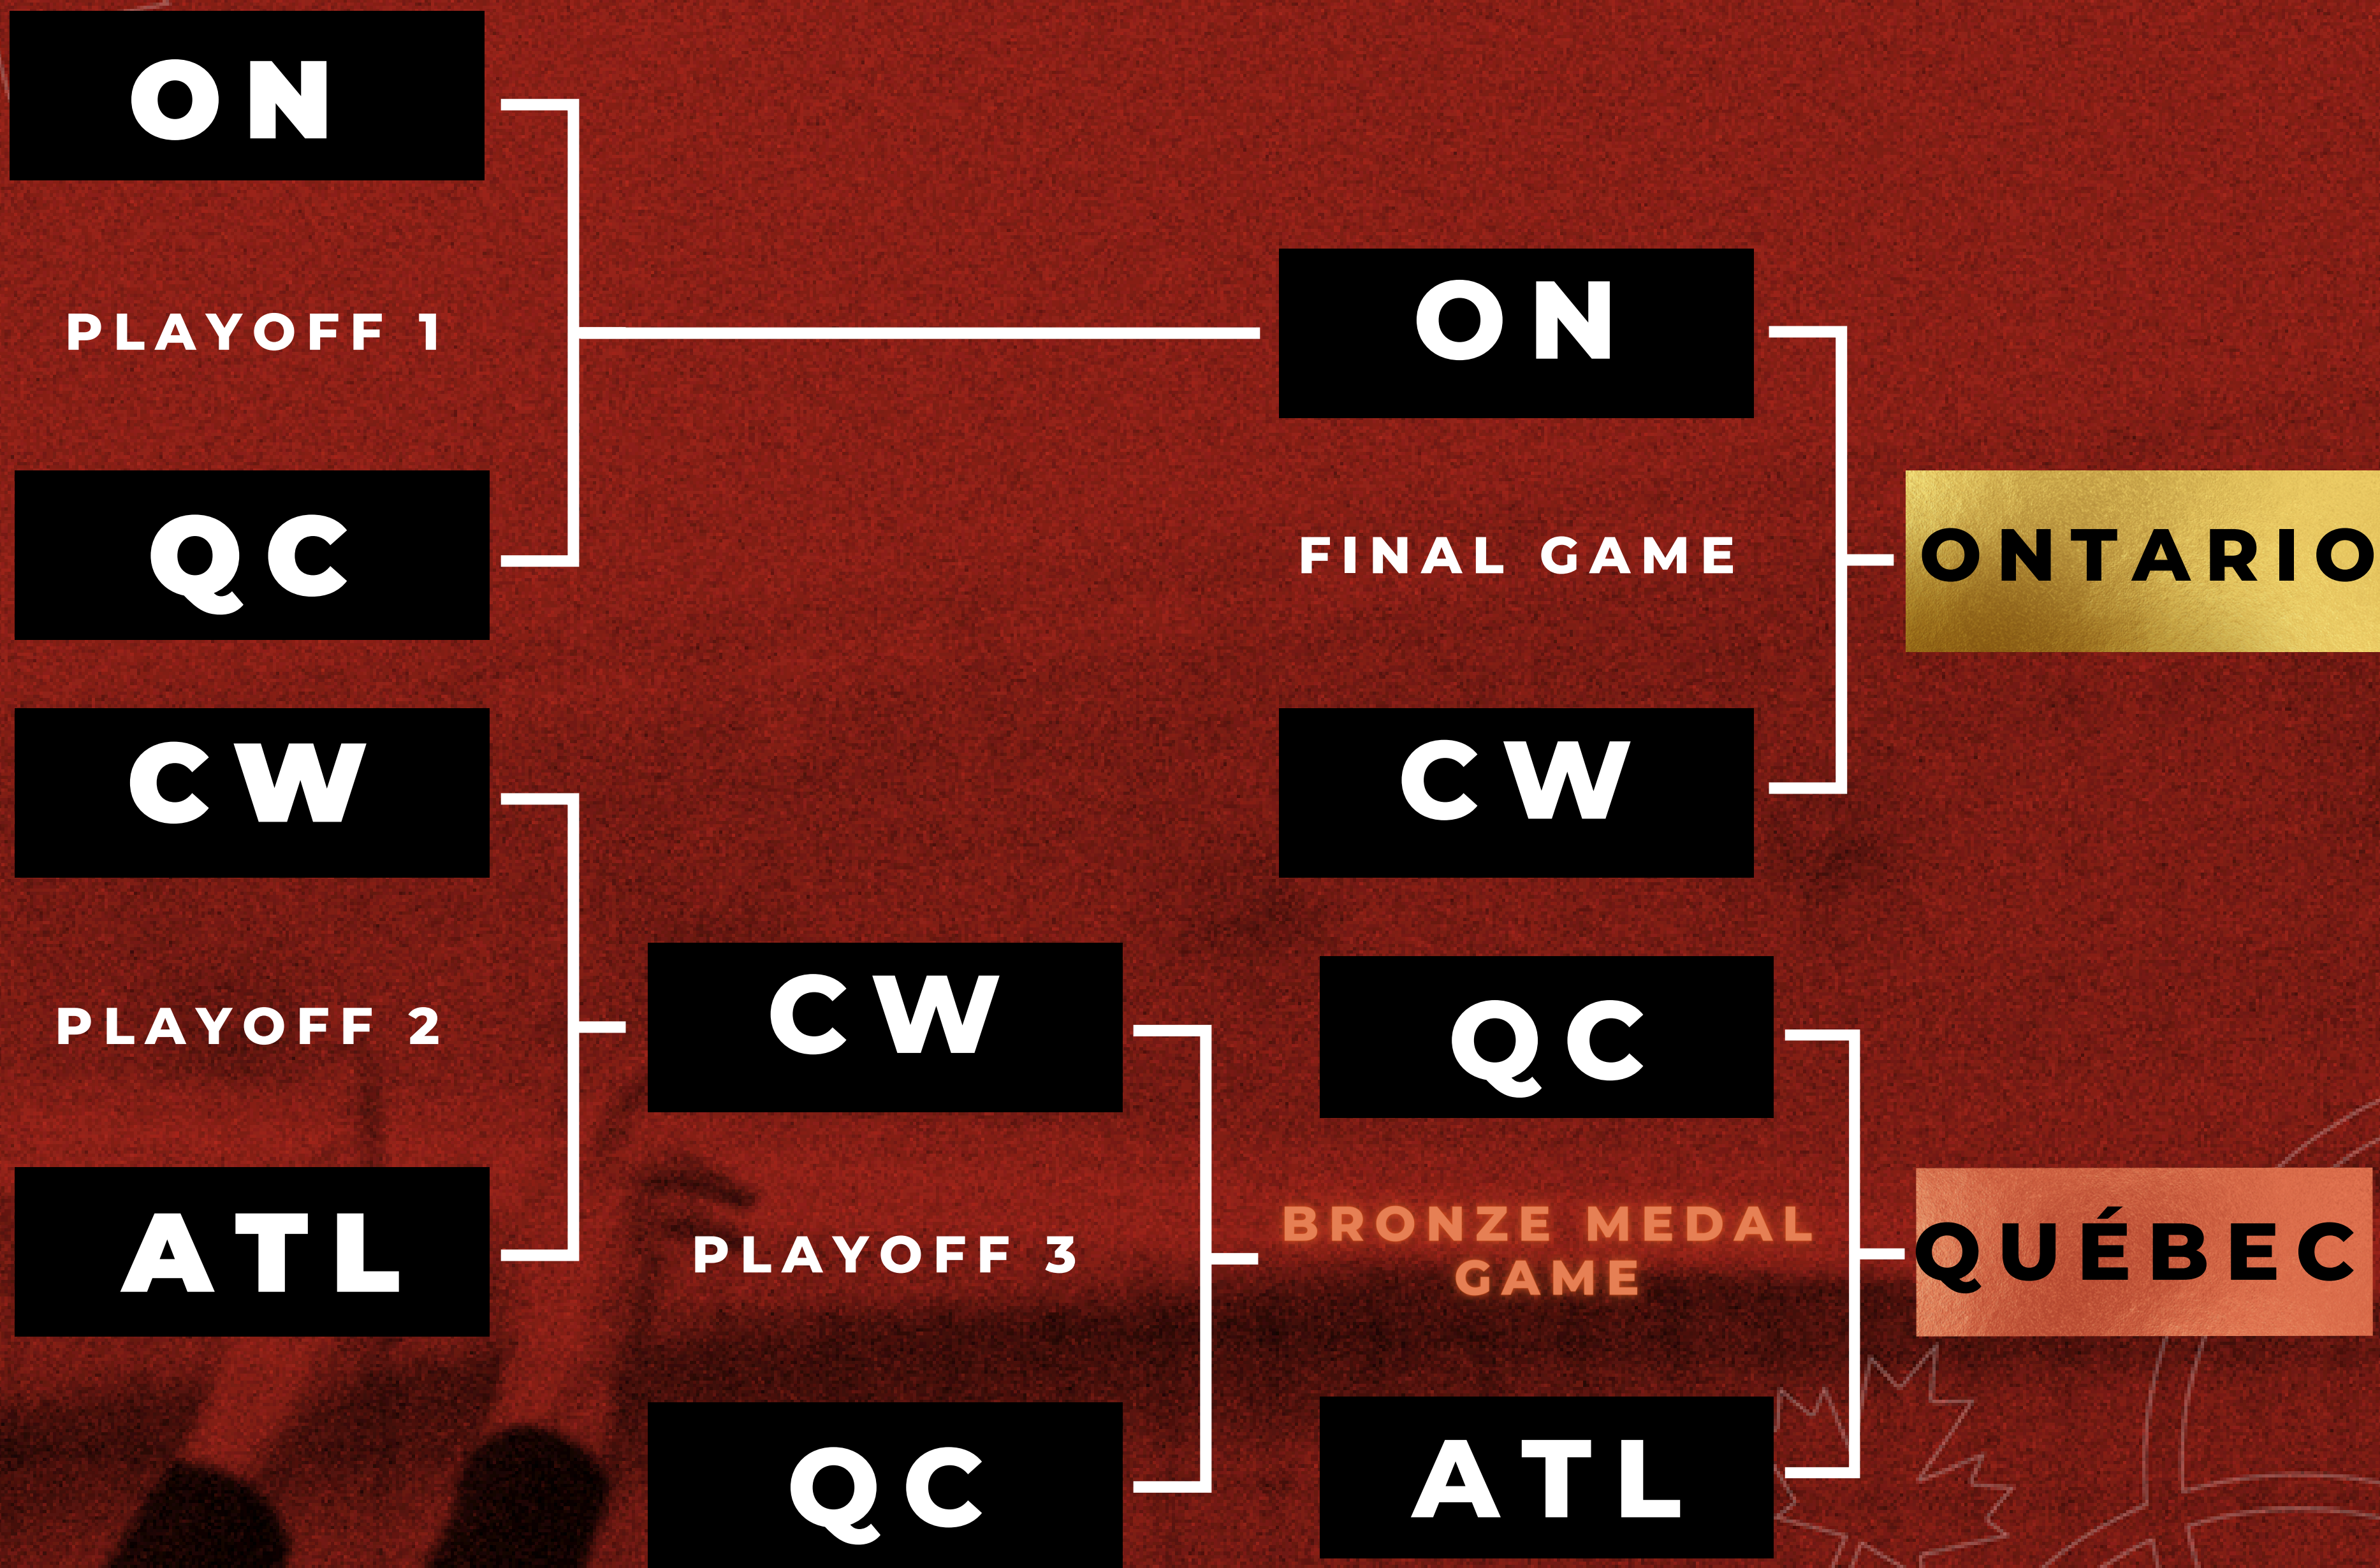 ON
PLAYOFF 1
QC
CW
PLAYOFF 2
ATL
CW
PLAYOFF 3
QC
ON
FINAL GAME
CW
ONTARIO
QC
BRONZE MEDAL
GAME
ATL
QUÉBEC